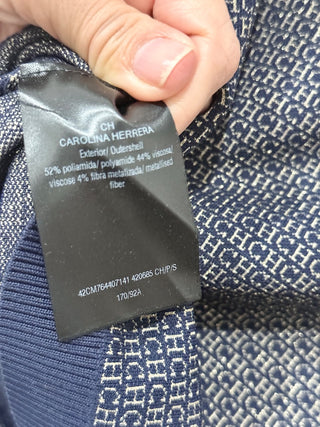 CH
CAROLINA HERRERA
Exterior/ Outershell
52% poliamida/ polyamide 44% viscosa/
viscose 4% fibra metalizada/ metallised
fiber
42CM764407141 420685 CH/P/S
170/92A